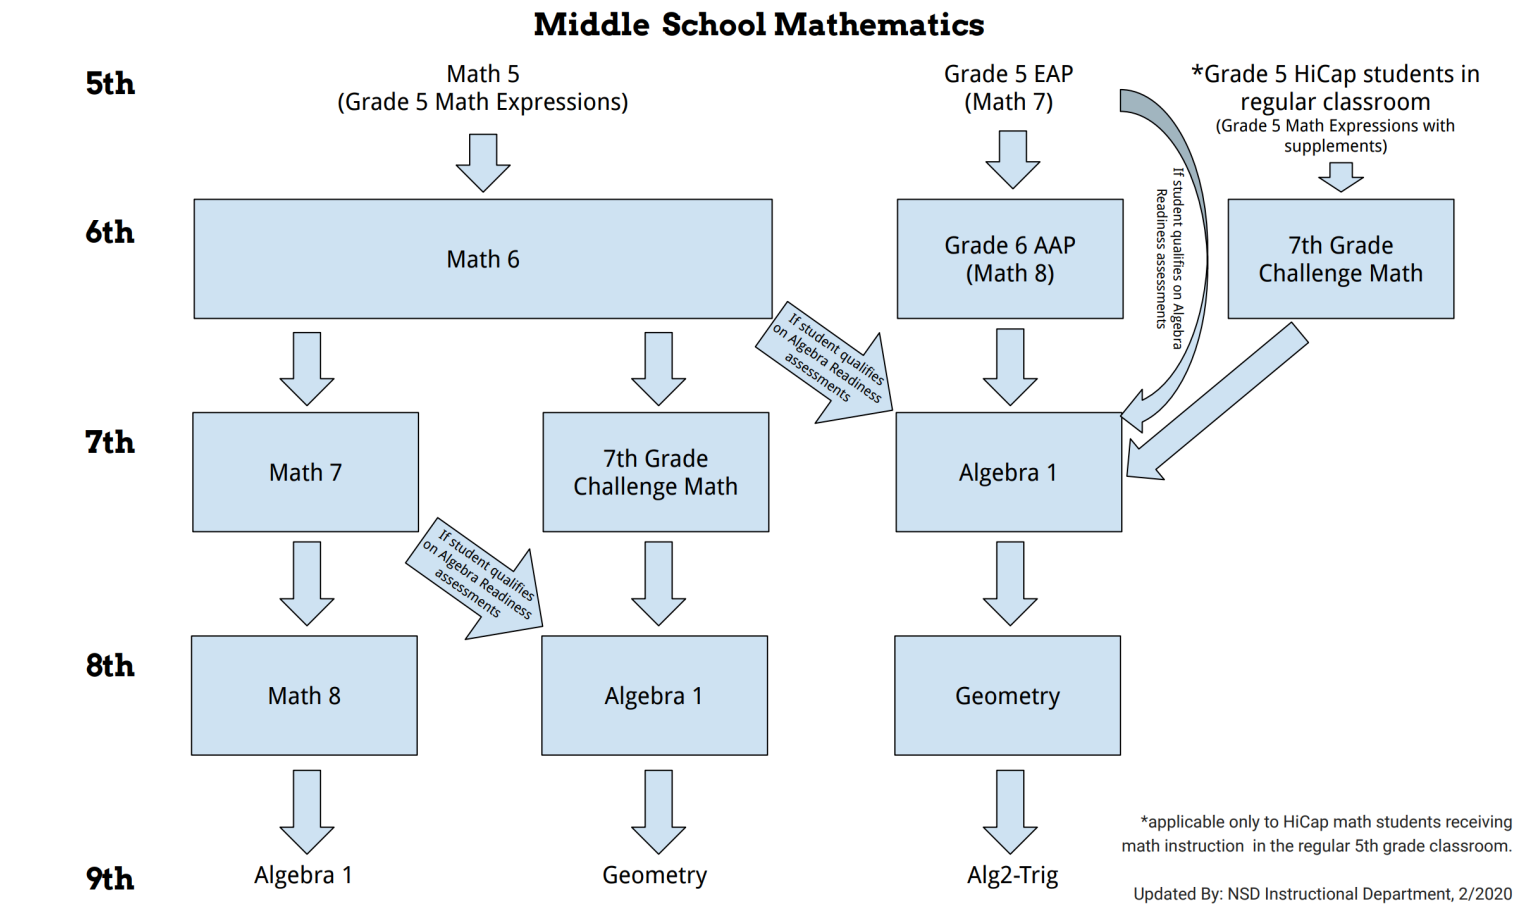 Middle School Mathematics
5th
Math 5
(Grade 5 Math Expressions)
Grade 5 EAP
(Math 7)
*Grade 5 HiCap students in
regular classroom
(Grade 5 Math Expressions with
supplements)
If student qualifies on Algebra
Readiness assessments
6th
Math 6
Grade 6 AAP
(Math 8)
7th Grade
Challenge Math
If student qualifies
on Algebra Readiness
assessments
7th
Math 7
7th Grade
Challenge Math
Algebra 1
If student qualifies
on Algebra Readiness
assessments
8th
Math 8
Algebra 1
Geometry
9th
Algebra 1
Geometry
Alg2-Trig
*applicable only to HiCap math students receiving
math instruction in the regular 5th grade classroom.
Updated By: NSD Instructional Department, 2/2020